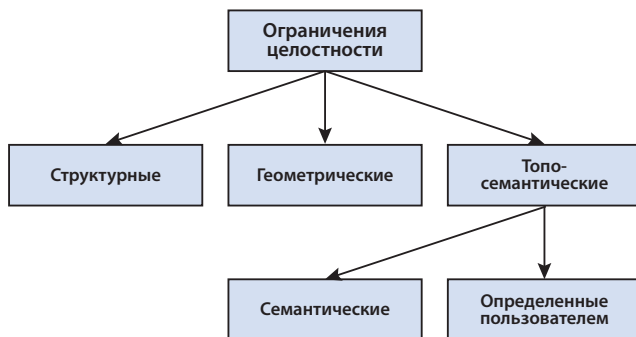 Ограничения
целостности
Структурные
Геометрические
Топо-
семантические
Семантические
Определенные
пользователем